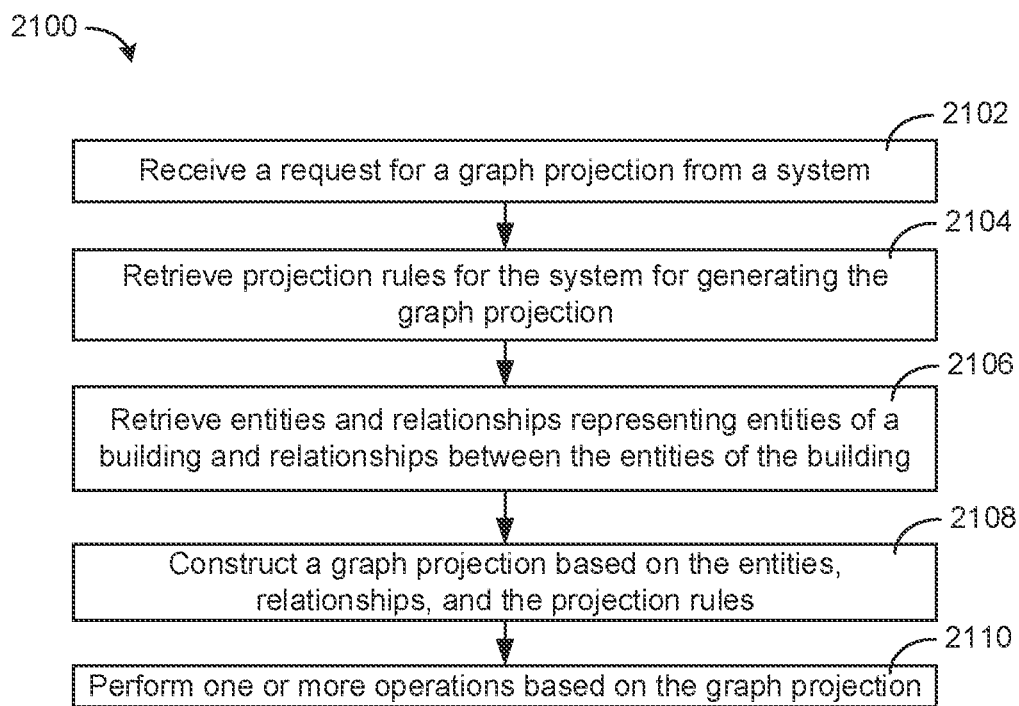 2100
2102
Receive a request for a graph projection from a system
2104
Retrieve projection rules for the system for generating the
graph projection
2106
Retrieve entities and relationships representing entities of a
building and relationships between the entities of the building
2108
Construct a graph projection based on the entities,
relationships, and the projection rules
2110
Perform one or more operations based on the graph projection